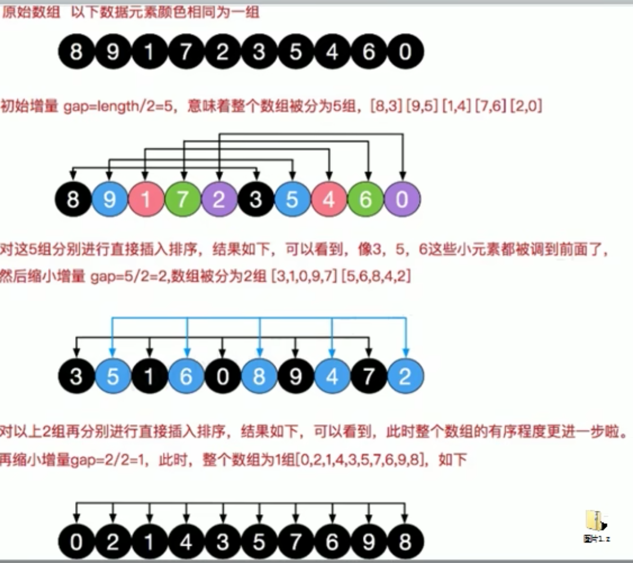 原始数组 以下数据元素颜色相同为一组
8 9 1 7 2 3 5 4 6 0
初始增量 gap=length/2=5，意味着整个数组被分为5组，[8,3][9,5][1,4][7,6][2,0]
8 9 1 7 2 3 5 4 6 0
对这5组分别进行直接插入排序，结果如下，可以看到，像3，5，6这些小元素都被调到前面了，
然后缩小增量 gap=5/2=2,数组被分为2组 [3,1,0,9,7] [5,6,8,4,2]
3 5 1 6 0 8 9 4 7 2
对以上2组再分别进行直接插入排序，结果如下，可以看到，此时整个数组的有序程度更进一步啦。
再缩小增量gap=2/2=1，此时，整个数组为1组[0,2,1,4,3,5,7,6,9,8]，如下
0 2 1 4 3 5 7 6 9 8
图片1.z